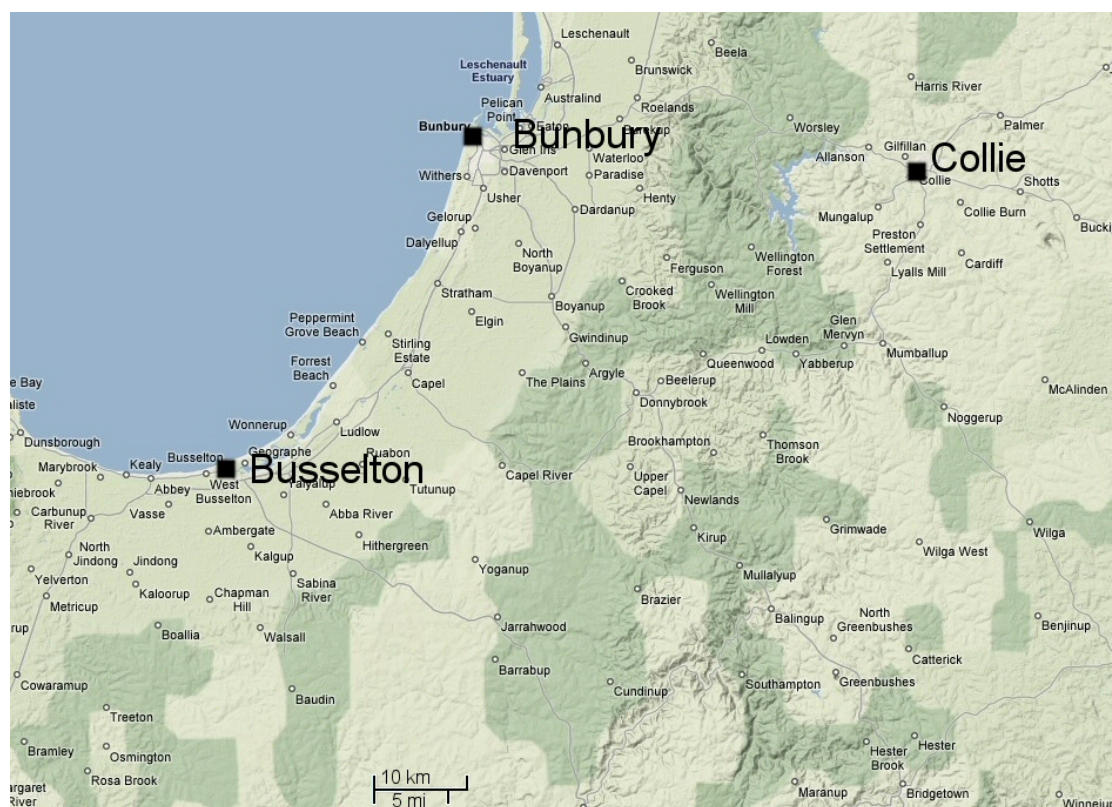 Leschenault
Beela
Leschenault
Estuary
Brunswick
Harris River
Pelican
Point
Australind
Roelands
Bunbury
Bunbury
Eaton
Burekup
Worsley
Palmer
Glen Iris
Waterloo
Allanson
Gilfillan
Collie
Collie
Withers
Davenport
Paradise
Shotts
Usher
Henty
Dardanup
Mungalup
Collie Burn
Gelorup
Preston
Settlement
Dalyellup
North
Boyanup
Wellington
Forest
Cardiff
Ferguson
Lyalls Mill
Stratham
Crooked
Brook
Wellington
Mill
Boyanup
Peppermint
Grove Beach
Elgin
Glen
Mervyn
Gwindinup
Lowden
Stirling
Estate
Mumballup
Queenwood
Yabberup
Forrest
Beach
Argyle
Capel
The Plains
Beelerup
McAlinden
Donnybrook
Noggerup
Wonnerup
Ludlow
Dunsborough
Brookhampton
Thomson
Brook
Busselton
Geographe
Ruabon
Marybrook
Kealy
Busselton
Capel River
Upper
Capel
Abbey
West
Busselton
Tutunup
Newlands
Carbunup
River
Vasse
Abba River
Grimwade
Wilga
Ambergate
Kirup
North
Jindong
Jindong
Kalgup
Hithergreen
Wilga West
Yoganup
Mullalyup
Yelverton
Kaloorup
Sabina
River
Metricup
Chapman
Hill
Brazier
Balingup
North
Greenbushes
Boallia
Walsall
Jarrahwood
Benjinup
Catterick
Barrabup
Cowaramup
Cundinup
Southampton
Greenbushes
Baudin
Treeton
Bramley
Osmington
Hester
Brook
Hester
Rosa Brook
10 km
5 mi
Maranup
Bridgetown
River